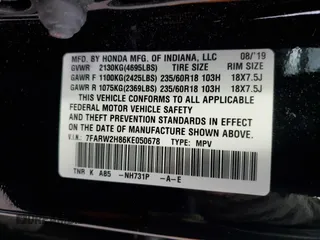 MFD. BY HONDA MFG. OF INDIANA, LLC 08/'19
GVWR 2130KG(4695LBS) TIRE SIZE RIM SIZE
GAWR F 1100KG(2425LBS) 235/60R18 103H 18X7.5J
GAWR R 1075KG(2369LBS) 235/60R18 103H 18X7.5J
THIS VEHICLE CONFORMS TO ALL APPLICABLE
FEDERAL MOTOR VEHICLE SAFETY, BUMPER, AND
THEFT PREVENTION STANDARDS IN EFFECT ON THE
DATE OF MANUFACTURE SHOWN ABOVE.
V.I.N.: 7FARW2H86KE050678 TYPE: MPV
TNR K A65 -NH731P -A-E